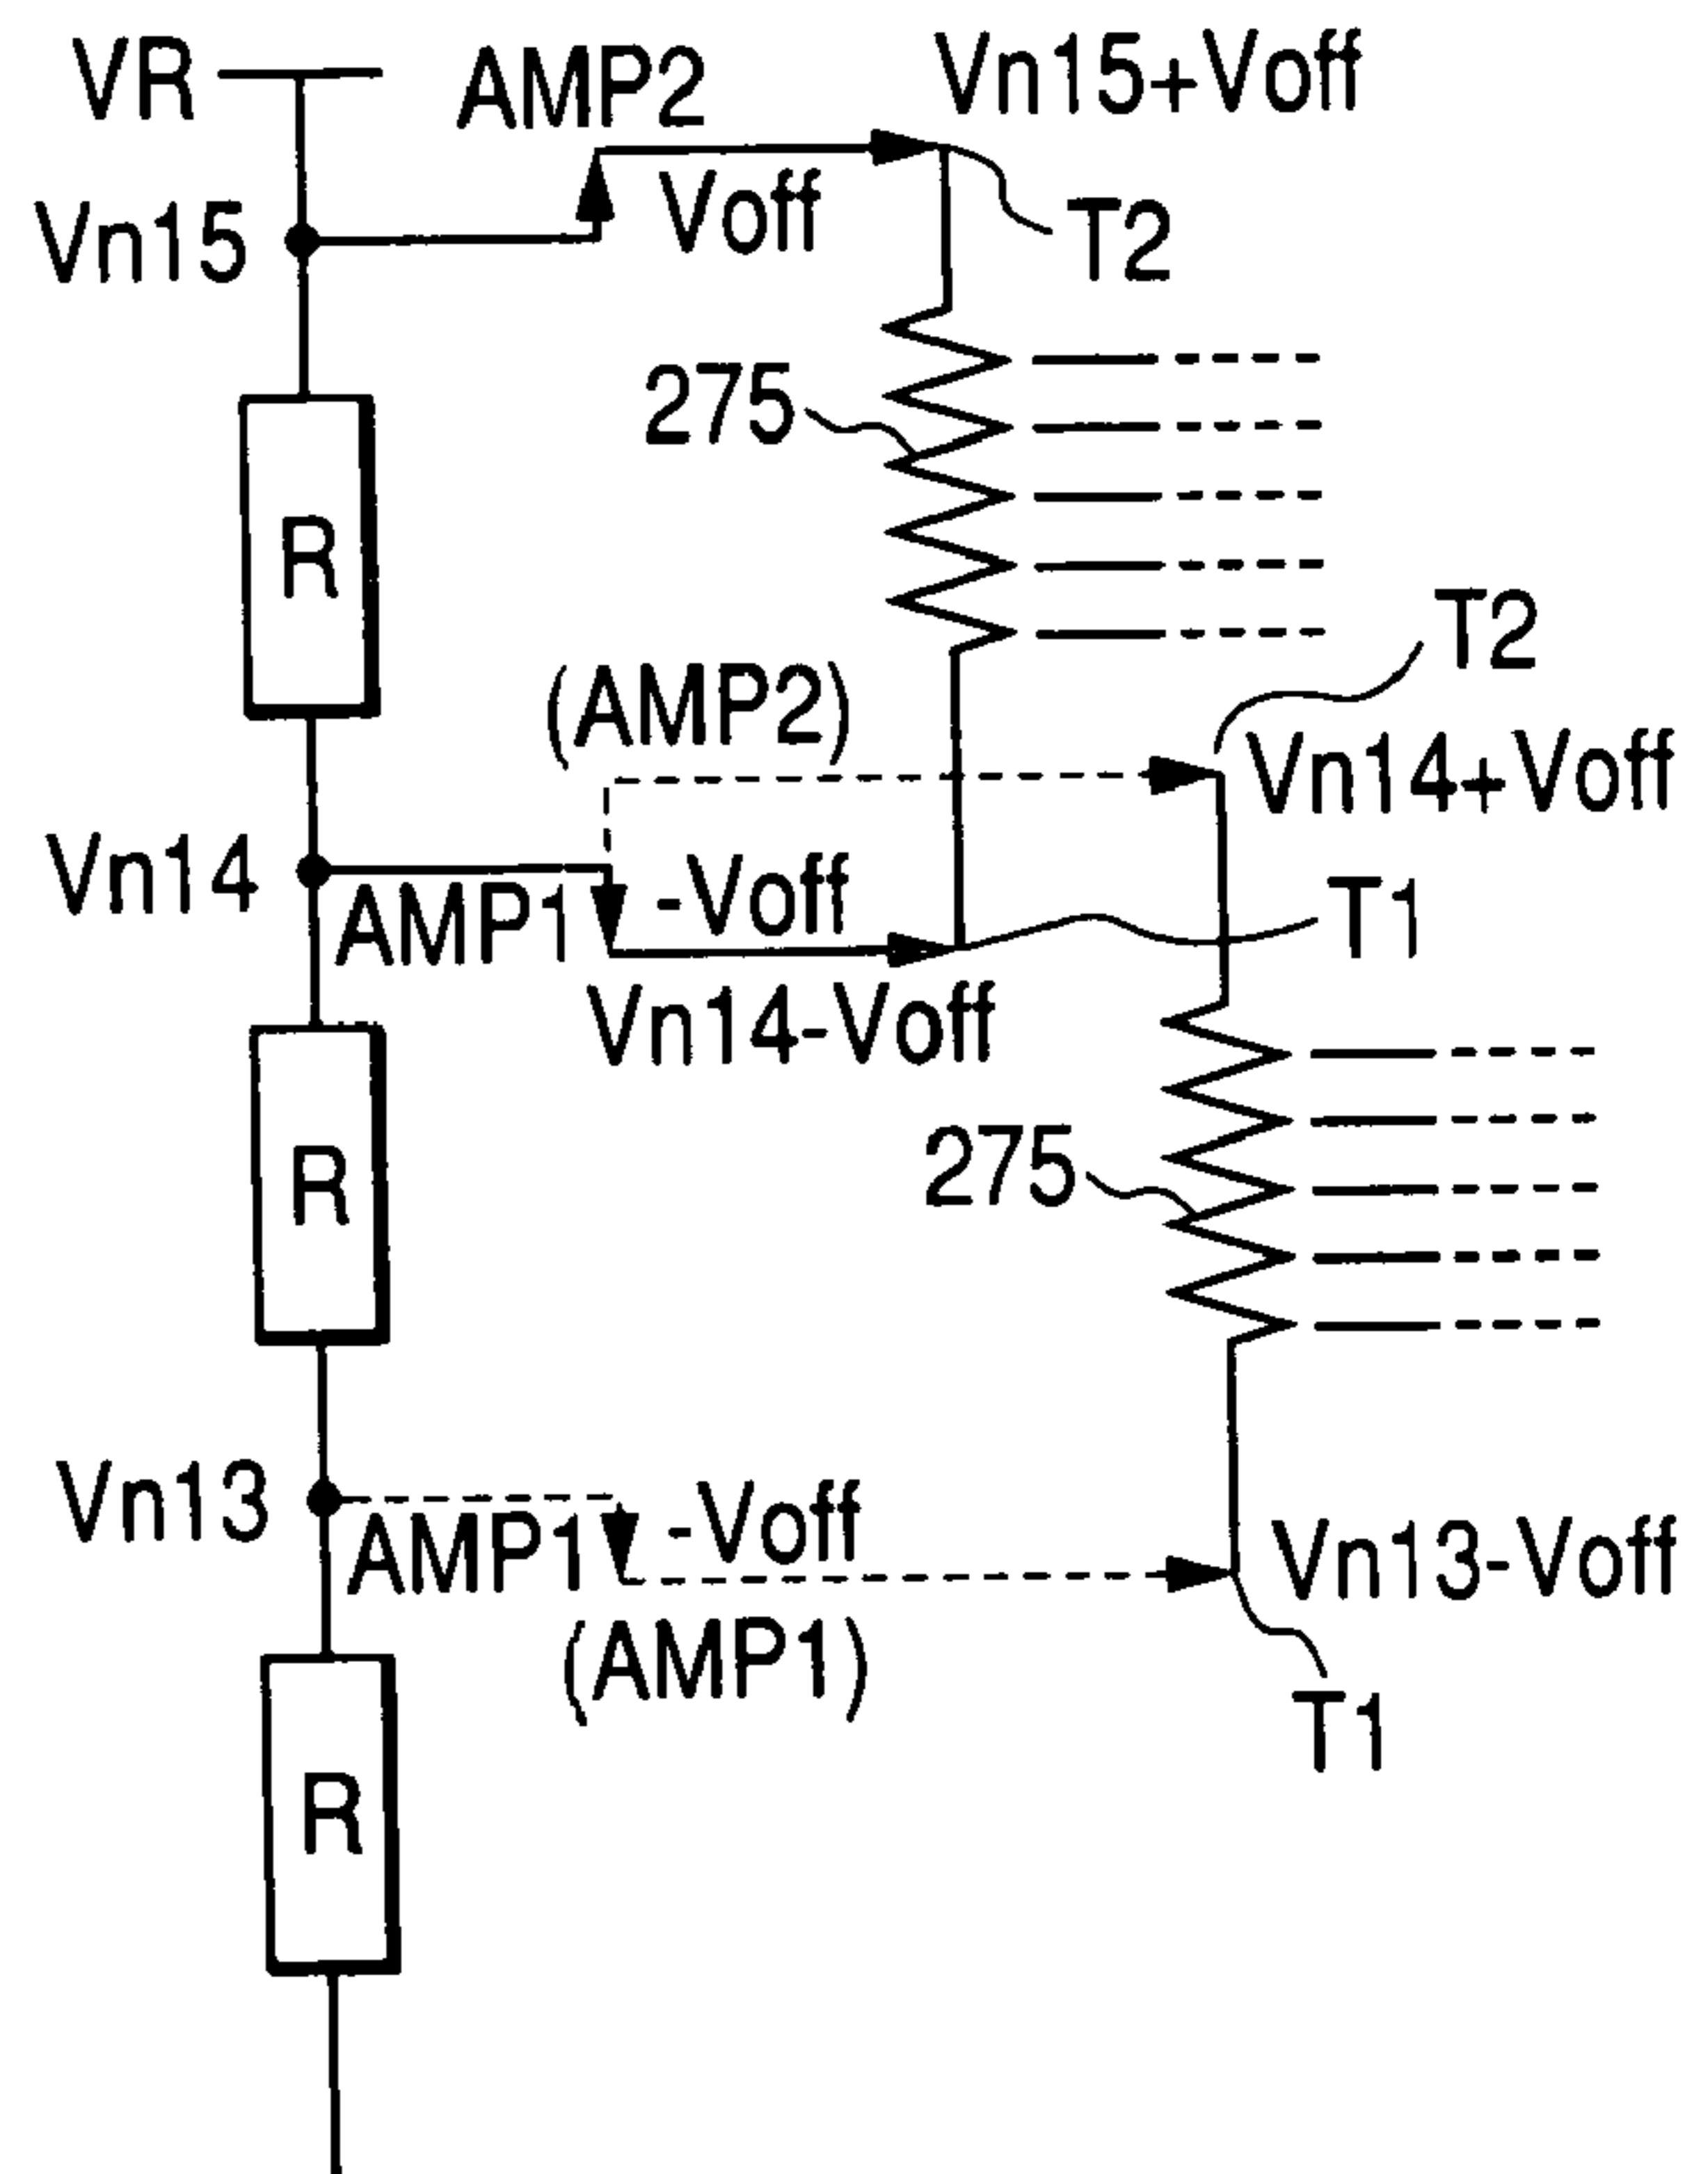 VR
AMP2
Vn15+Voff
Vn15
Voff
T2
275
R
T2
(AMP2)
Vn14+Voff
Vn14
AMP1
-Voff
T1
Vn14-Voff
275
R
Vn13
AMP1
-Voff
Vn13-Voff
(AMP1)
T1
R